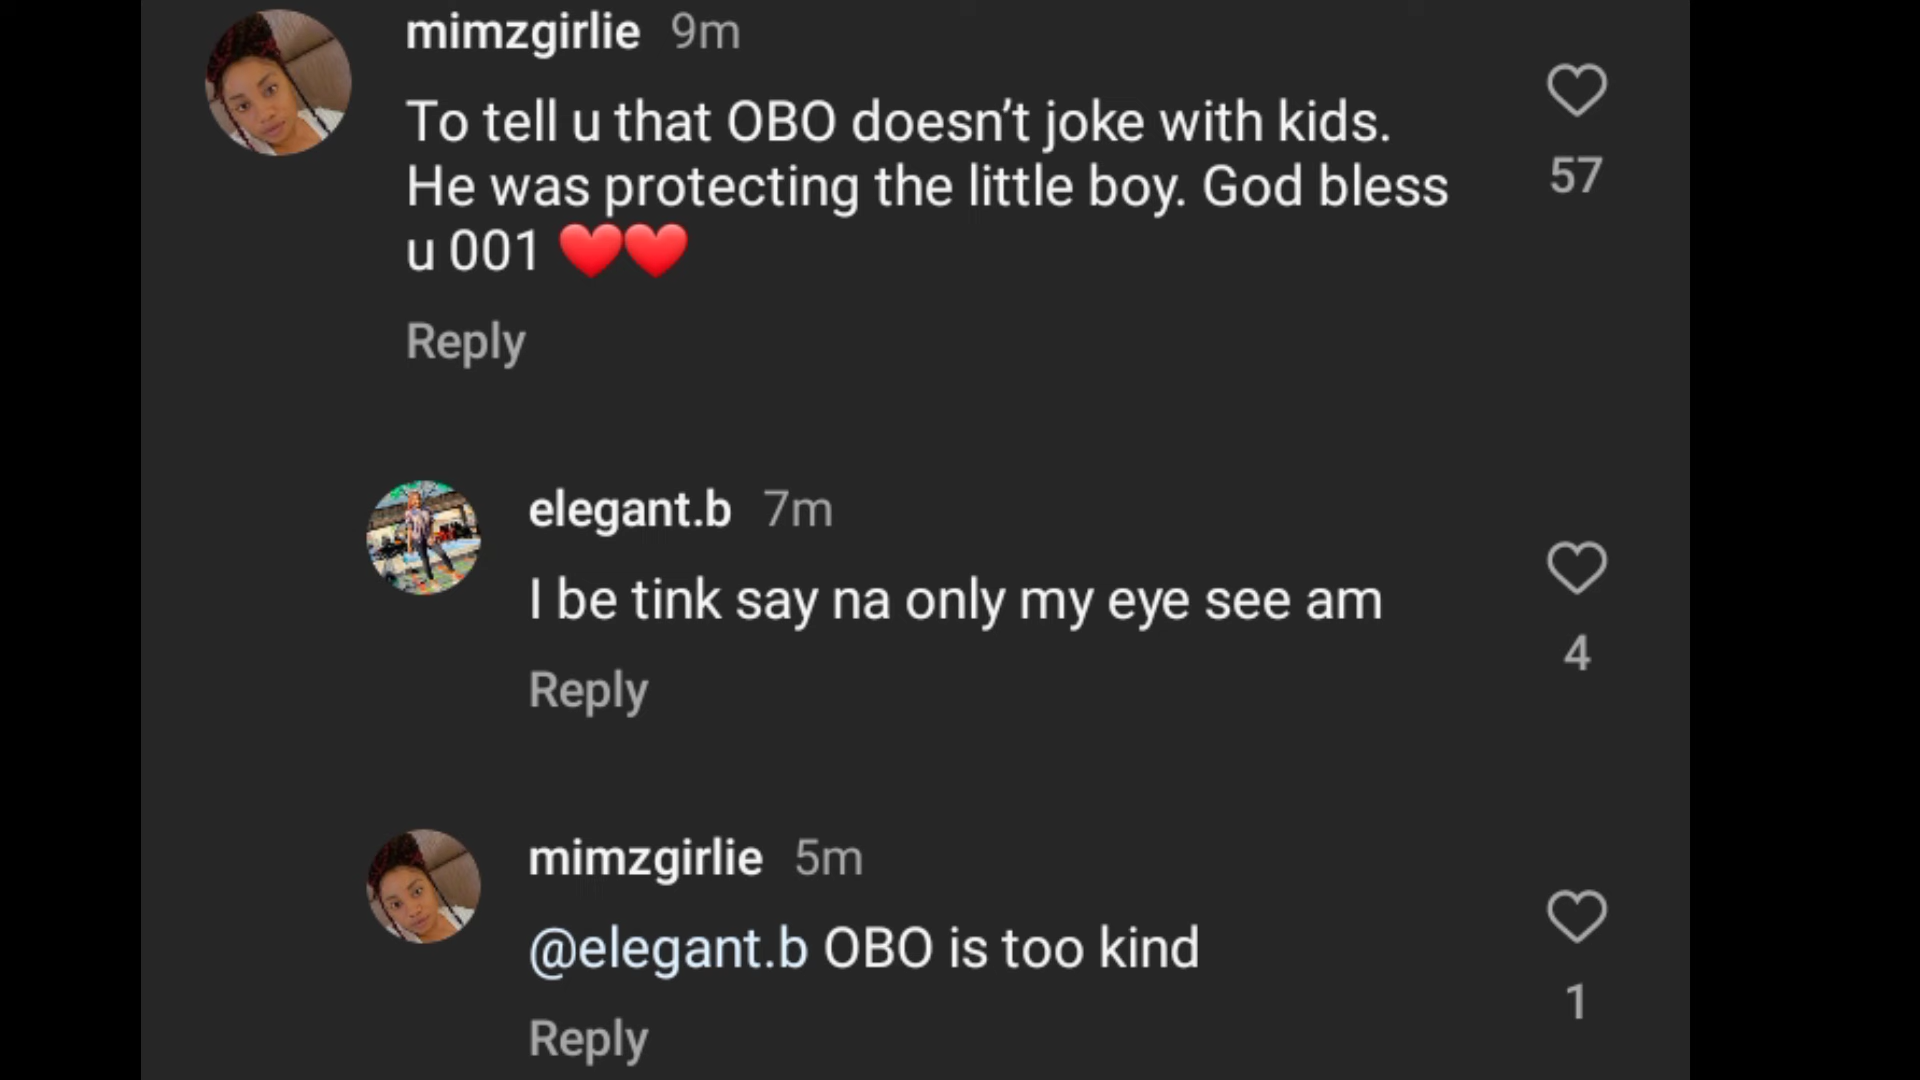 mimzgirlie 9m
To tell u that OBO doesn’t joke with kids.
He was protecting the little boy. God bless
u 001 ❤️❤️
57
Reply
elegant.b 7m
I be tink say na only my eye see am
4
Reply
mimzgirlie 5m
@elegant.b OBO is too kind
1
Reply